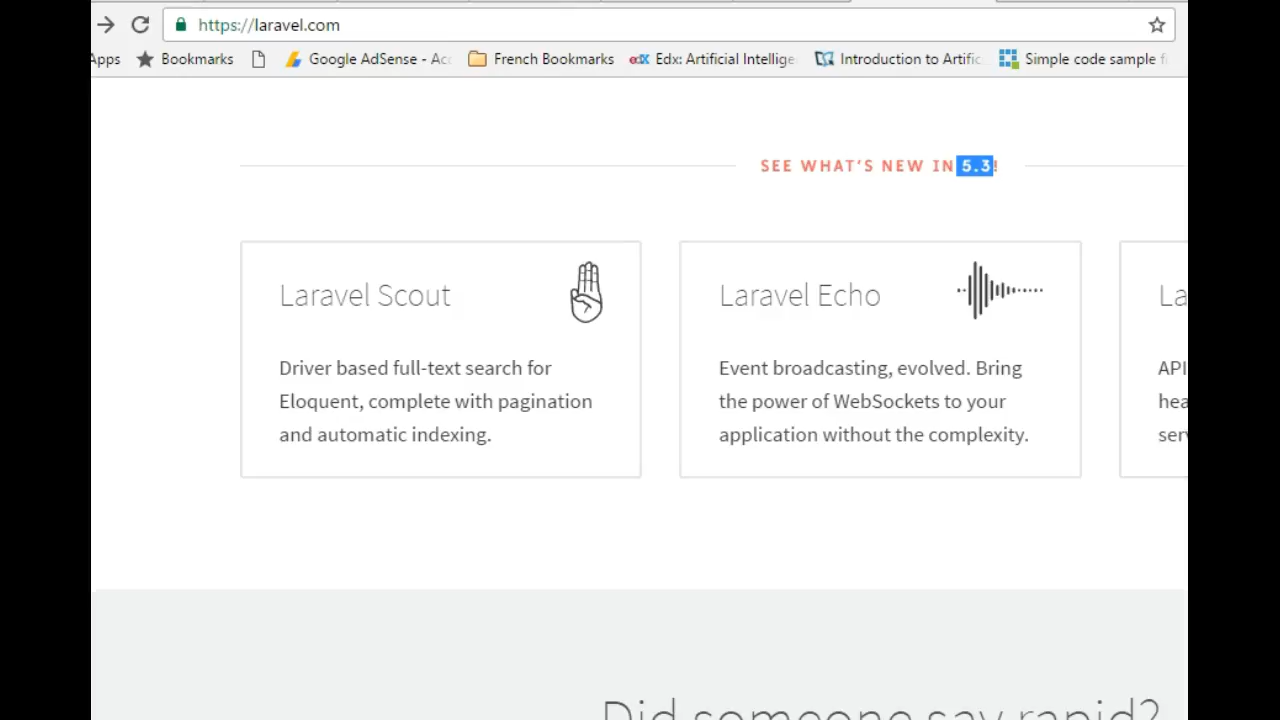 https://laravel.com
Apps Bookmarks Google AdSense - Ac French Bookmarks edX Edx: Artificial Intellige Introduction to Artific Simple code sample f
SEE WHAT'S NEW IN 5.3!
Laravel Scout
Driver based full-text search for
Eloquent, complete with pagination
and automatic indexing.
Laravel Echo
Event broadcasting, evolved. Bring
the power of WebSockets to your
application without the complexity.
La
API
hea
serv
Did someone say rapid?